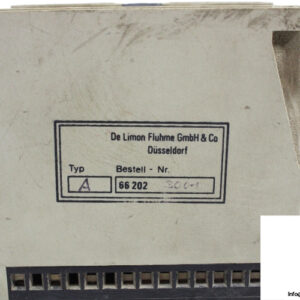 De Limon Fluhme GmbH & Co
Düsseldorf
Typ Bestell - Nr.
A 66 202